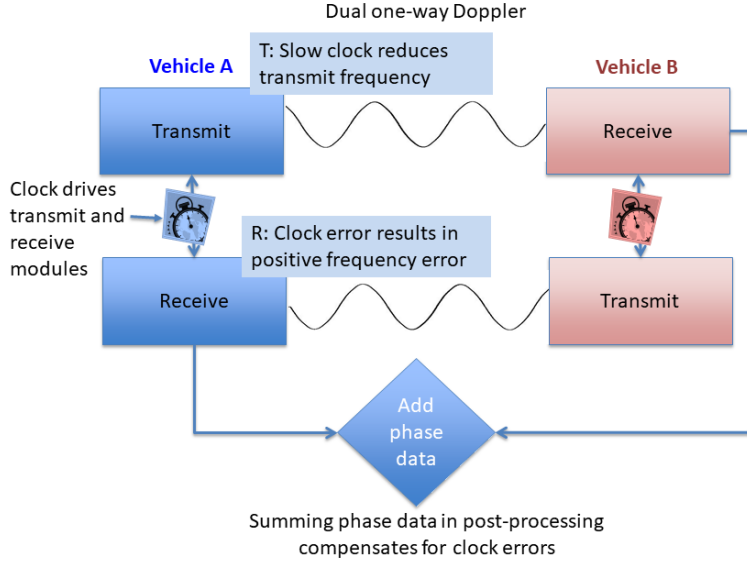 Dual one-way Doppler
Vehicle A
T: Slow clock reduces
transmit frequency
Vehicle B
Transmit
Receive
Clock drives
transmit and
receive modules
R: Clock error results in
positive frequency error
Receive
Transmit
Add
phase
data
Summing phase data in post-processing
compensates for clock errors